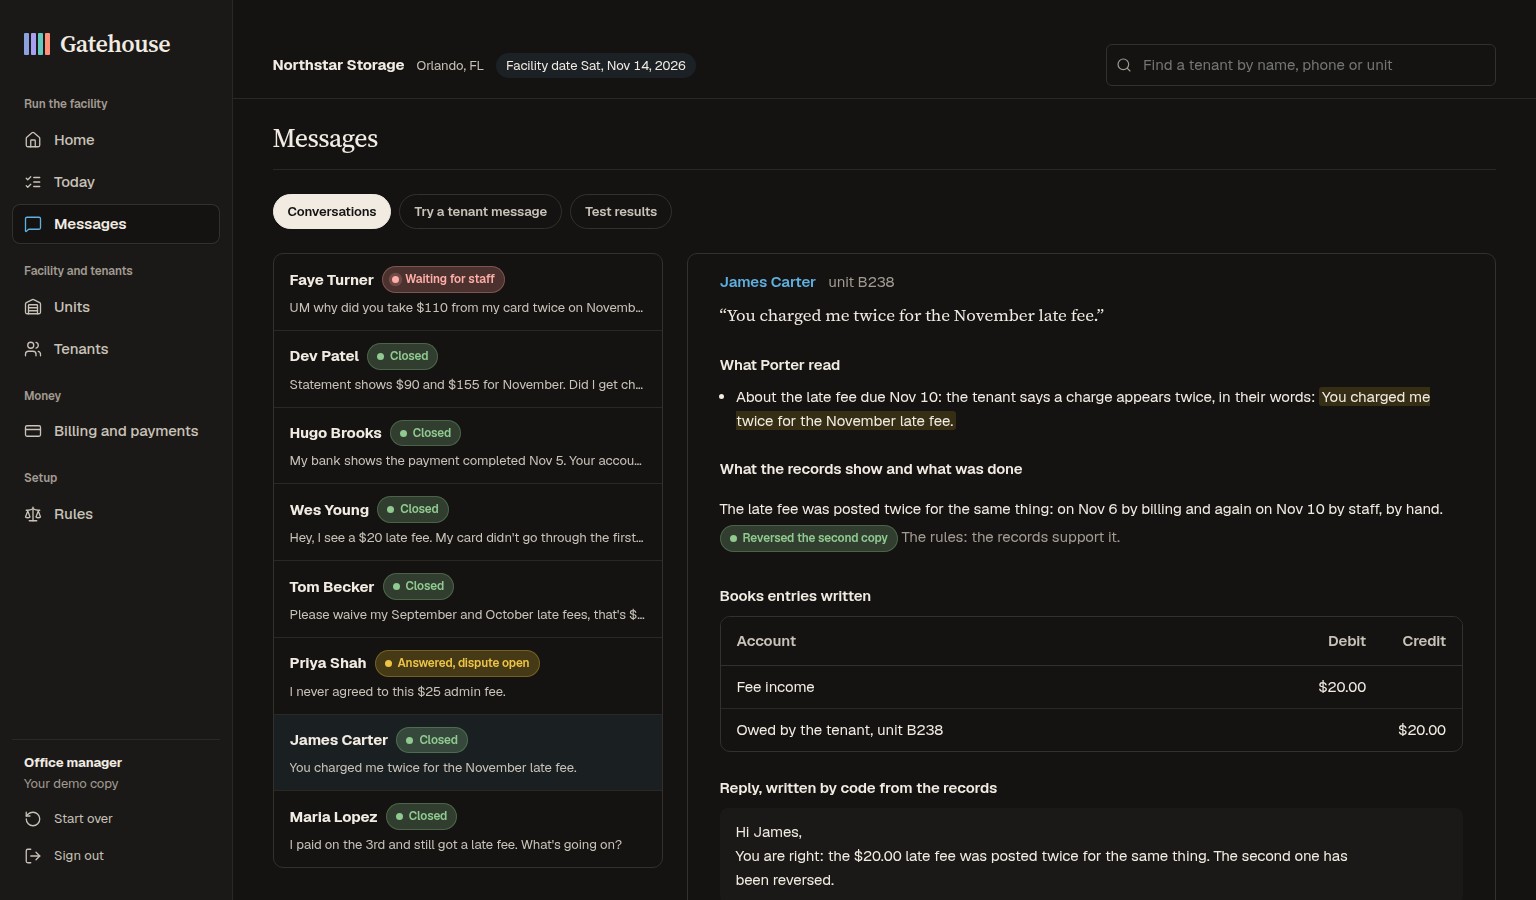 Gatehouse
Run the facility
Home
Today
Messages
Facility and tenants
Units
Tenants
Money
Billing and payments
Setup
Rules
Office manager
Your demo copy
Start over
Sign out
Northstar Storage Orlando, FL Facility date Sat, Nov 14, 2026
Find a tenant by name, phone or unit
Messages
Conversations Try a tenant message Test results
Faye Turner Waiting for staff
UM why did you take $110 from my card twice on Novemb…
Dev Patel Closed
Statement shows $90 and $155 for November. Did I get ch…
Hugo Brooks Closed
My bank shows the payment completed Nov 5. Your accou…
Wes Young Closed
Hey, I see a $20 late fee. My card didn't go through the first…
Tom Becker Closed
Please waive my September and October late fees, that's $…
Priya Shah Answered, dispute open
I never agreed to this $25 admin fee.
James Carter Closed
You charged me twice for the November late fee.
Maria Lopez Closed
I paid on the 3rd and still got a late fee. What's going on?
James Carter unit B238
“You charged me twice for the November late fee.”
What Porter read
• About the late fee due Nov 10: the tenant says a charge appears twice, in their words: You charged me
twice for the November late fee.
What the records show and what was done
The late fee was posted twice for the same thing: on Nov 6 by billing and again on Nov 10 by staff, by hand.
Reversed the second copy The rules: the records support it.
Books entries written
Account Debit Credit
Fee income $20.00
Owed by the tenant, unit B238 $20.00
Reply, written by code from the records
Hi James,
You are right: the $20.00 late fee was posted twice for the same thing. The second one has
been reversed.